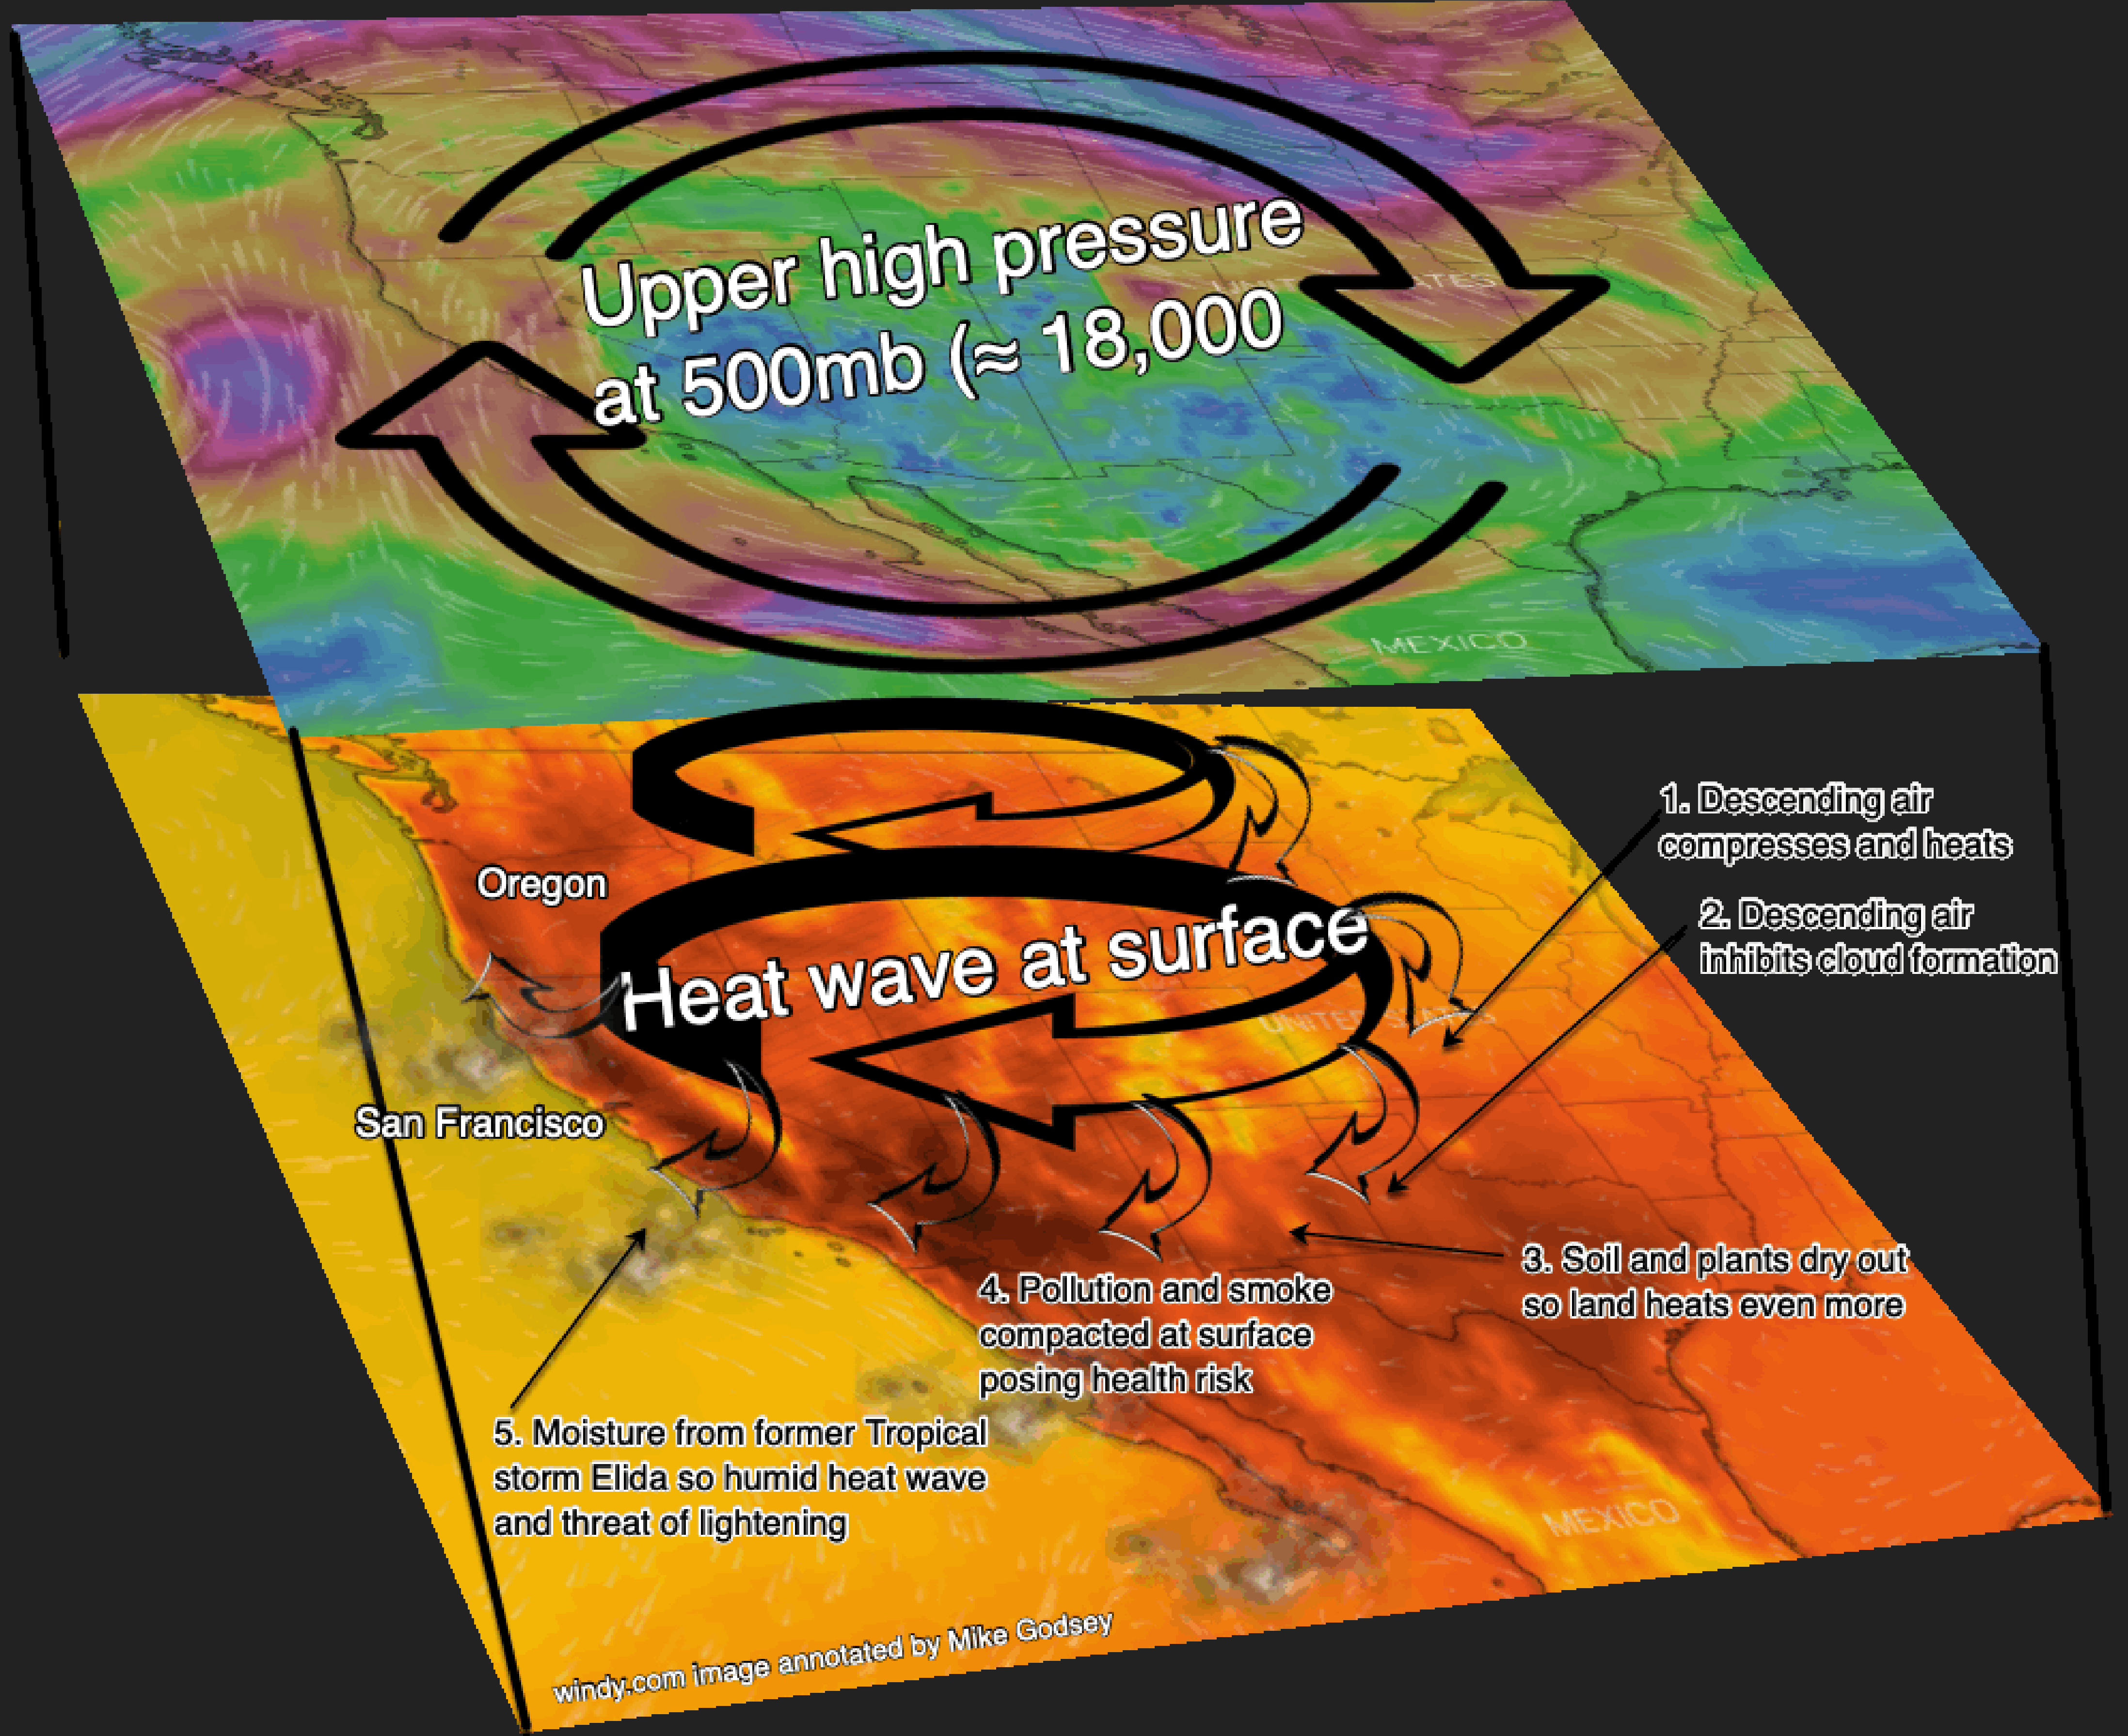 Upper high pressure
at 500mb (≈ 18,000
MEXICO
Oregon
Heat wave at surface
San Francisco
1. Descending air
compresses and heats
2. Descending air
inhibits cloud formation
UNITED STATES
3. Soil and plants dry out
so land heats even more
4. Pollution and smoke
compacted at surface
posing health risk
5. Moisture from former Tropical
storm Elida so humid heat wave
and threat of lightening
MEXICO
windy.com image annotated by Mike Godsey